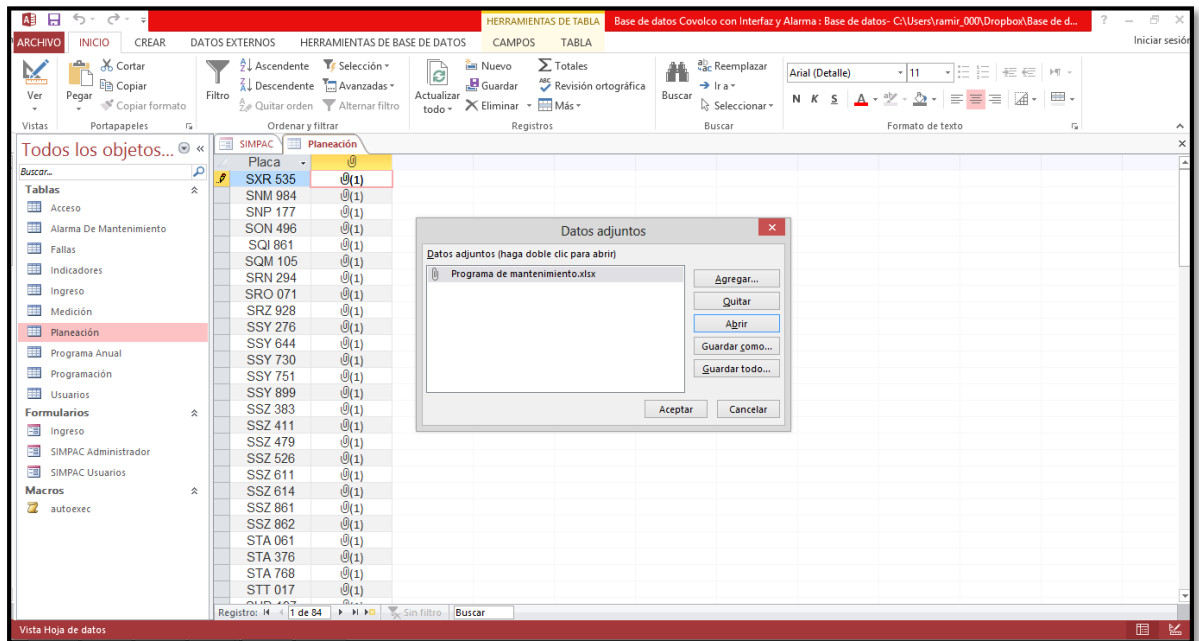 HERRAMIENTAS DE TABLA
Base de datos Covolco con Interfaz y Alarma : Base de datos- C:\Users\ramir_000\Dropbox\Base de d...
?
ARCHIVO INICIO CREAR DATOS EXTERNOS HERRAMIENTAS DE BASE DE DATOS CAMPOS TABLA
Iniciar sesión
Ver
Vistas
Pegar
Cortar
Copiar
Copiar formato
Portapapeles
Filtro
Ascendente
Descendente
Quitar orden
Selección
Avanzadas
Alternar filtro
Ordenar y filtrar
Actualizar todo
Nuevo
Guardar
Eliminar
Totales
Revisión ortográfica
Más
Registros
Buscar
Reemplazar
Ir a
Seleccionar
Buscar
Arial (Detalle)
11
N K S A
Formato de texto
Todos los objetos...
Buscar...
Tablas
Acceso
Alarma De Mantenimiento
Fallas
Indicadores
Ingreso
Medición
Planeación
Programa Anual
Programación
Usuarios
Formularios
Ingreso
SIMPAC Administrador
SIMPAC Usuarios
Macros
autoexec
SIMPAC
Planeación
Placa
SXR 535 (1)
SNM 984 (1)
SNP 177 (1)
SON 496 (1)
SQI 861 (1)
SQM 105 (1)
SRN 294 (1)
SRO 071 (1)
SRZ 928 (1)
SSY 276 (1)
SSY 644 (1)
SSY 730 (1)
SSY 751 (1)
SSY 899 (1)
SSZ 383 (1)
SSZ 411 (1)
SSZ 479 (1)
SSZ 526 (1)
SSZ 611 (1)
SSZ 614 (1)
SSZ 861 (1)
SSZ 862 (1)
STA 061 (1)
STA 376 (1)
STA 768 (1)
STT 017 (1)
Datos adjuntos
Datos adjuntos (haga doble clic para abrir)
Programa de mantenimiento.xlsx
Agregar...
Quitar
Abrir
Guardar como...
Guardar todo...
Aceptar
Cancelar
Registro: 1 de 84 Sin filtro Buscar
Vista Hoja de datos